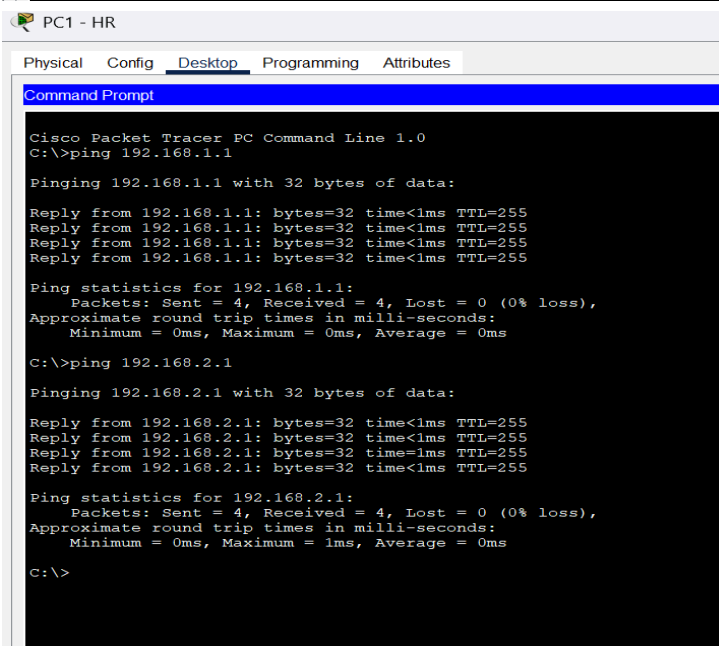 PC1 - HR
Physical Config Desktop Programming Attributes
Command Prompt
Cisco Packet Tracer PC Command Line 1.0
C:\>ping 192.168.1.1
Pinging 192.168.1.1 with 32 bytes of data:
Reply from 192.168.1.1: bytes=32 time<1ms TTL=255
Reply from 192.168.1.1: bytes=32 time<1ms TTL=255
Reply from 192.168.1.1: bytes=32 time<1ms TTL=255
Reply from 192.168.1.1: bytes=32 time<1ms TTL=255
Ping statistics for 192.168.1.1:
Packets: Sent = 4, Received = 4, Lost = 0 (0% loss),
Approximate round trip times in milli-seconds:
Minimum = 0ms, Maximum = 0ms, Average = 0ms
C:\>ping 192.168.2.1
Pinging 192.168.2.1 with 32 bytes of data:
Reply from 192.168.2.1: bytes=32 time<1ms TTL=255
Reply from 192.168.2.1: bytes=32 time<1ms TTL=255
Reply from 192.168.2.1: bytes=32 time=1ms TTL=255
Reply from 192.168.2.1: bytes=32 time<1ms TTL=255
Ping statistics for 192.168.2.1:
Packets: Sent = 4, Received = 4, Lost = 0 (0% loss),
Approximate round trip times in milli-seconds:
Minimum = 0ms, Maximum = 1ms, Average = 0ms
C:\>